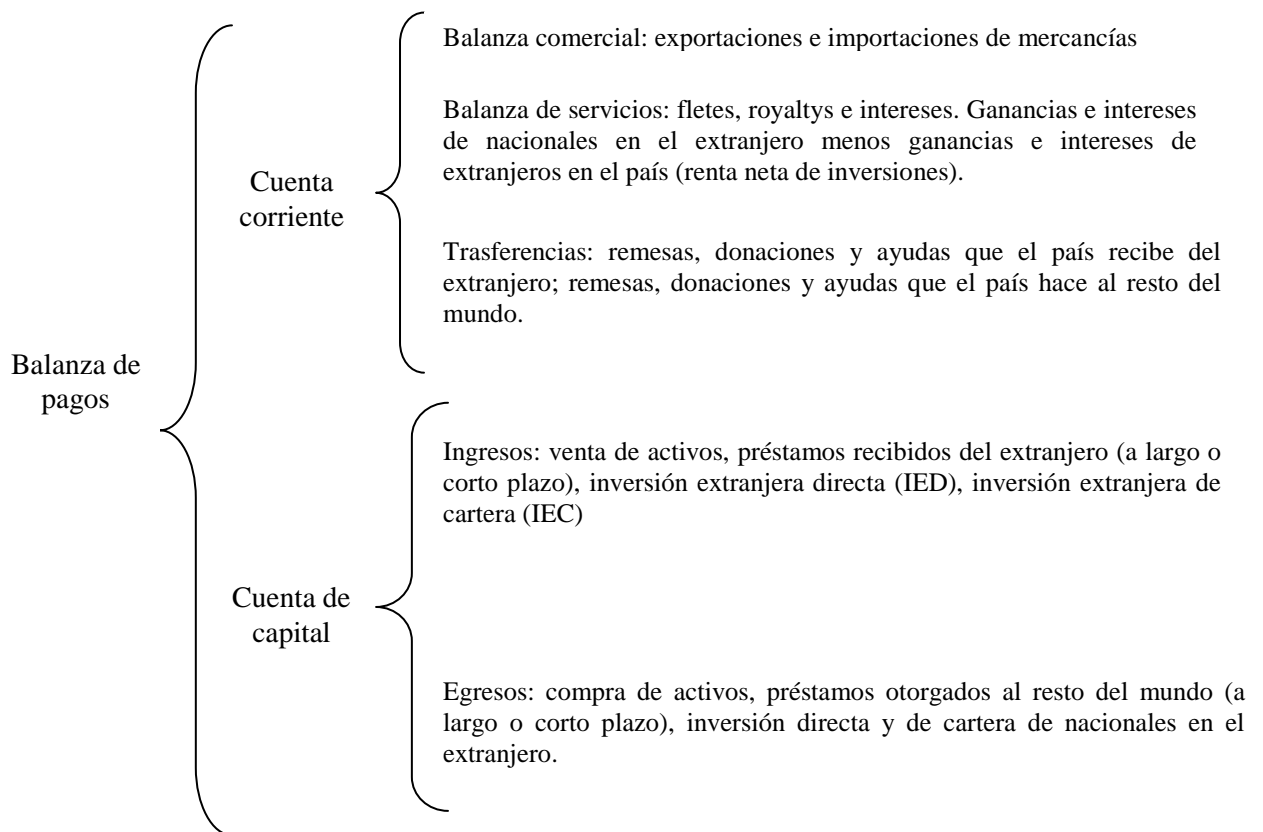 Balanza de
pagos
Cuenta
corriente
Balanza comercial: exportaciones e importaciones de mercancías
Balanza de servicios: fletes, royaltys e intereses. Ganancias e intereses
de nacionales en el extranjero menos ganancias e intereses de
extranjeros en el país (renta neta de inversiones).
Trasferencias: remesas, donaciones y ayudas que el país recibe del
extranjero; remesas, donaciones y ayudas que el país hace al resto del
mundo.
Cuenta de
capital
Ingresos: venta de activos, préstamos recibidos del extranjero (a largo o
corto plazo), inversión extranjera directa (IED), inversión extranjera de
cartera (IEC)
Egresos: compra de activos, préstamos otorgados al resto del mundo (a
largo o corto plazo), inversión directa y de cartera de nacionales en el
extranjero.